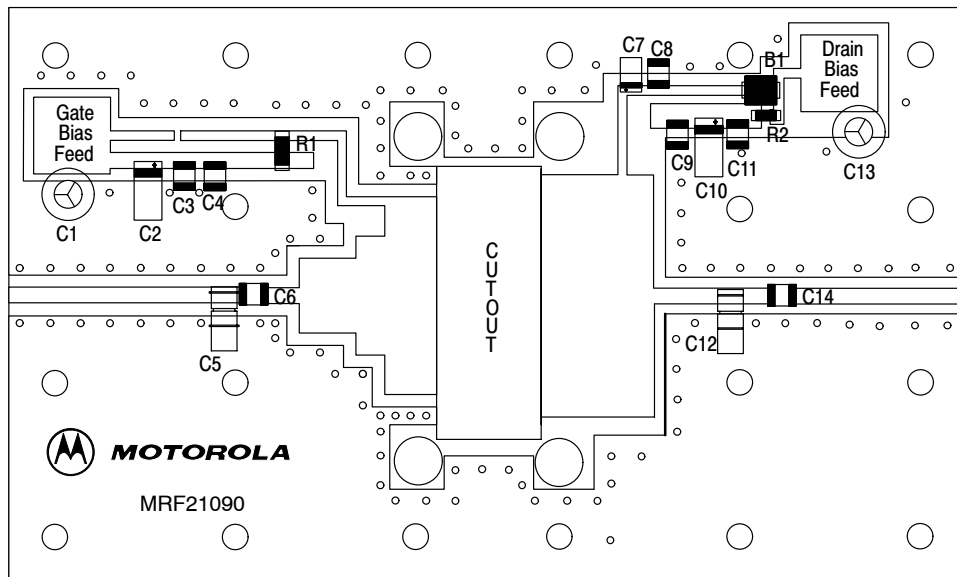 C7
C8
B1
Drain
Bias
Feed
Gate
Bias
Feed
R1
R2
C9
C10
C11
C13
C1
C2
C3
C4
CUTOUT
C6
C5
C14
C12
MOTOROLA
MRF21090